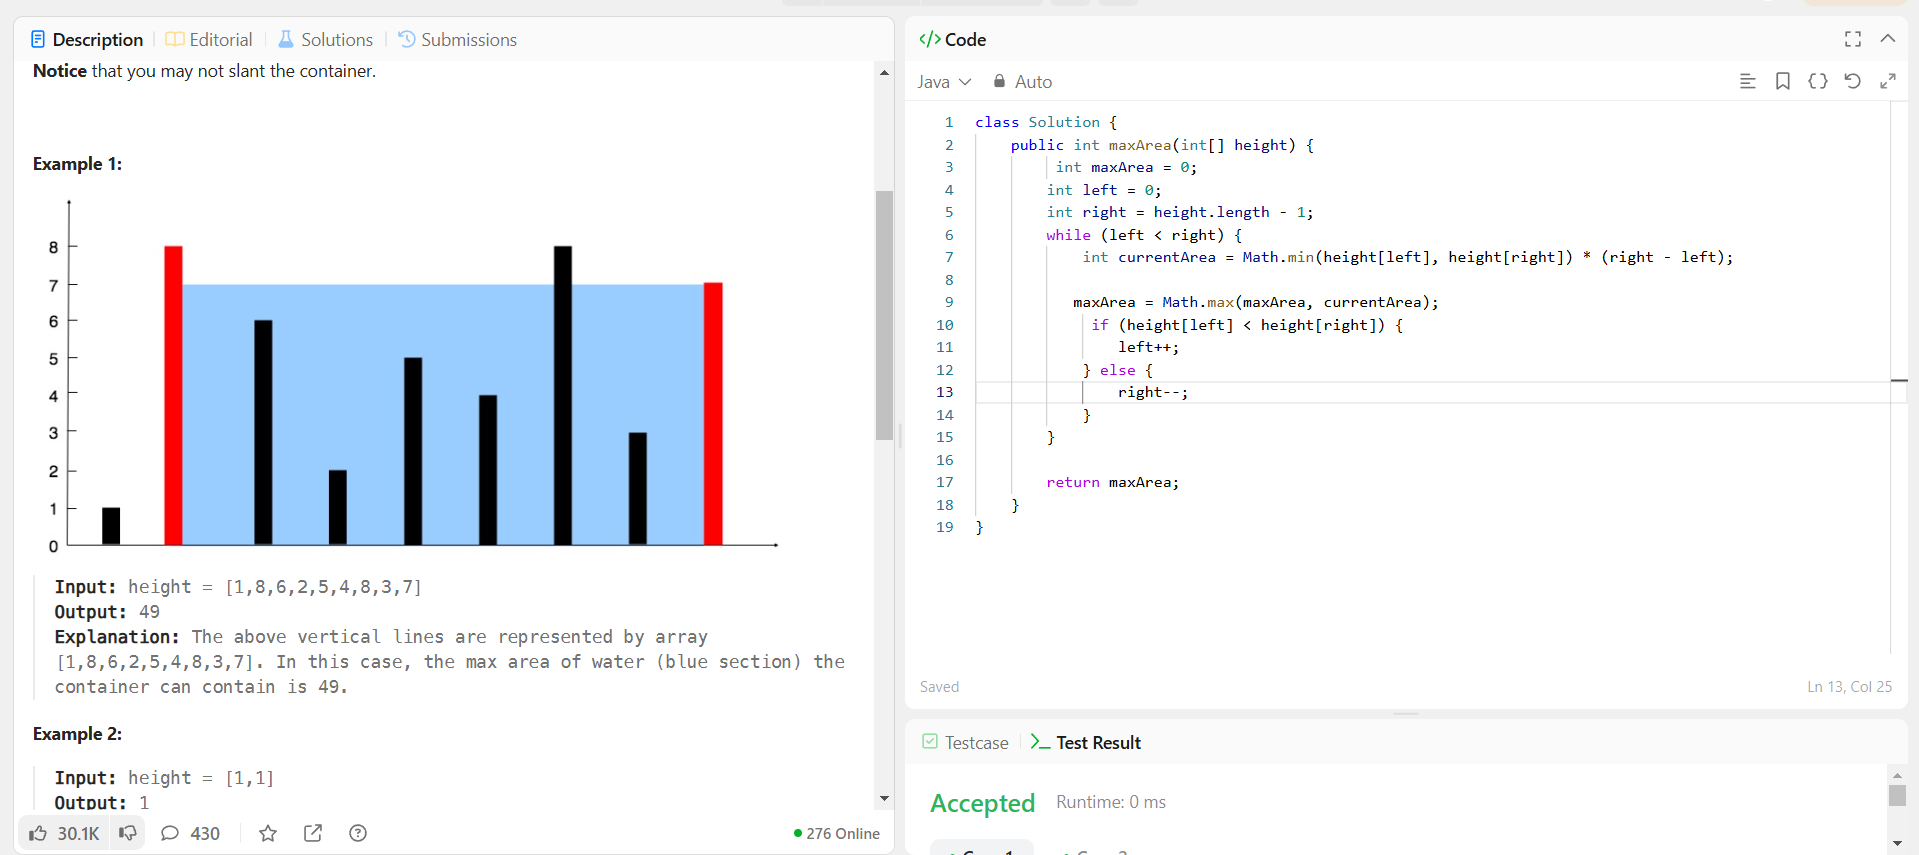 Description
Editorial
Solutions
Submissions
Notice that you may not slant the container.
Example 1:
8
7
6
5
4
3
2
1
0
Input: height = [1,8,6,2,5,4,8,3,7]
Output: 49
Explanation: The above vertical lines are represented by array
[1,8,6,2,5,4,8,3,7]. In this case, the max area of water (blue section) the
container can contain is 49.
Example 2:
Input: height = [1,1]
Output: 1
30.1K
430
276 Online
</> Code
Java
Auto
1 class Solution {
2 public int maxArea(int[] height) {
3 int maxArea = 0;
4 int left = 0;
5 int right = height.length - 1;
6 while (left < right) {
7 int currentArea = Math.min(height[left], height[right]) * (right - left);
8
9 maxArea = Math.max(maxArea, currentArea);
10 if (height[left] < height[right]) {
11 left++;
12 } else {
13 right--;
14 }
15 }
16
17 return maxArea;
18 }
19 }
Saved
Ln 13, Col 25
Testcase
Test Result
Accepted
Runtime: 0 ms